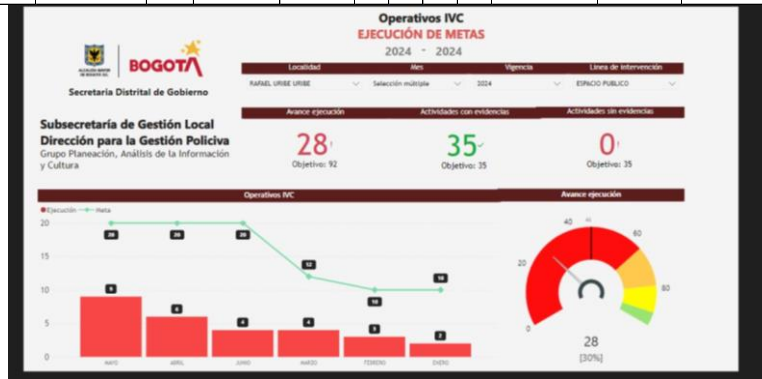 Operativos IVC
EJECUCIÓN DE METAS
2024 - 2024
BOGOTÁ
Secretaria Distrital de Gobierno
Localidad Mes Vigencia Linea de intervención
RAFAEL URIBE URIBE Selección múltiple 2024 ESPACIO PUBLICO
Avance ejecución Actividades con evidencias Actividades sin evidencias
Subsecretaría de Gestión Local
Dirección para la Gestión Policiva
Grupo Planeación, Análisis de la Información
y Cultura
28 35 0
Objetivo: 92 Objetivo: 35 Objetivo: 35
Operativos IVC Avance ejecución
Ejecución Meta
20
15
10
5
0
20 20 20 12 10 10
9 6 4 4 3 2
MAYO ABRIL JUNIO MARZO FEBRERO ENERO
0 20 40 60 80
28
[30%]